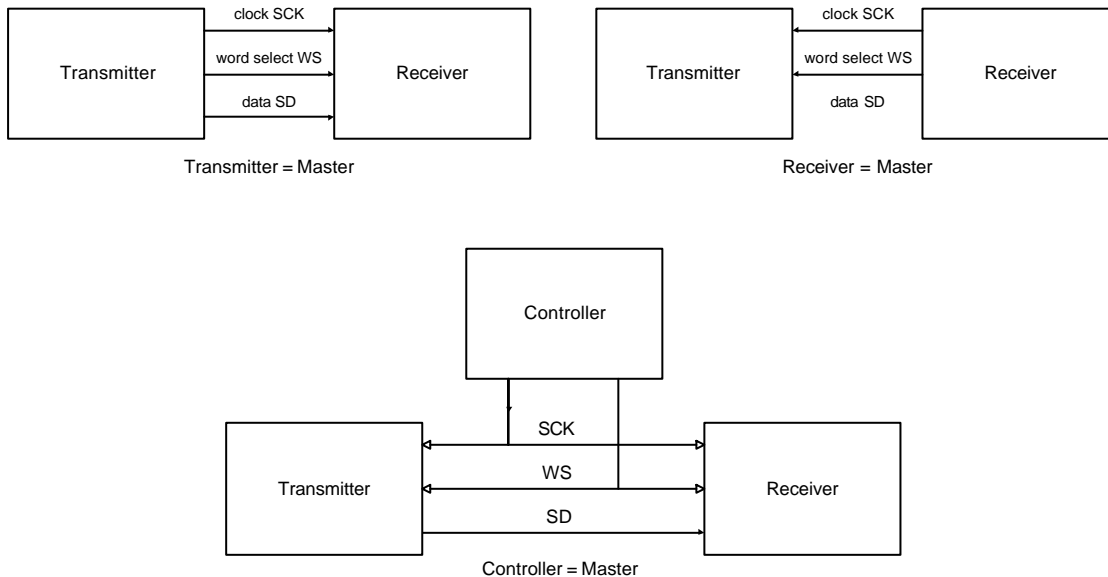 clock SCK
word select WS
data SD
Transmitter
Receiver
Transmitter = Master
clock SCK
word select WS
data SD
Transmitter
Receiver
Receiver = Master
Controller
SCK
WS
SD
Transmitter
Receiver
Controller = Master